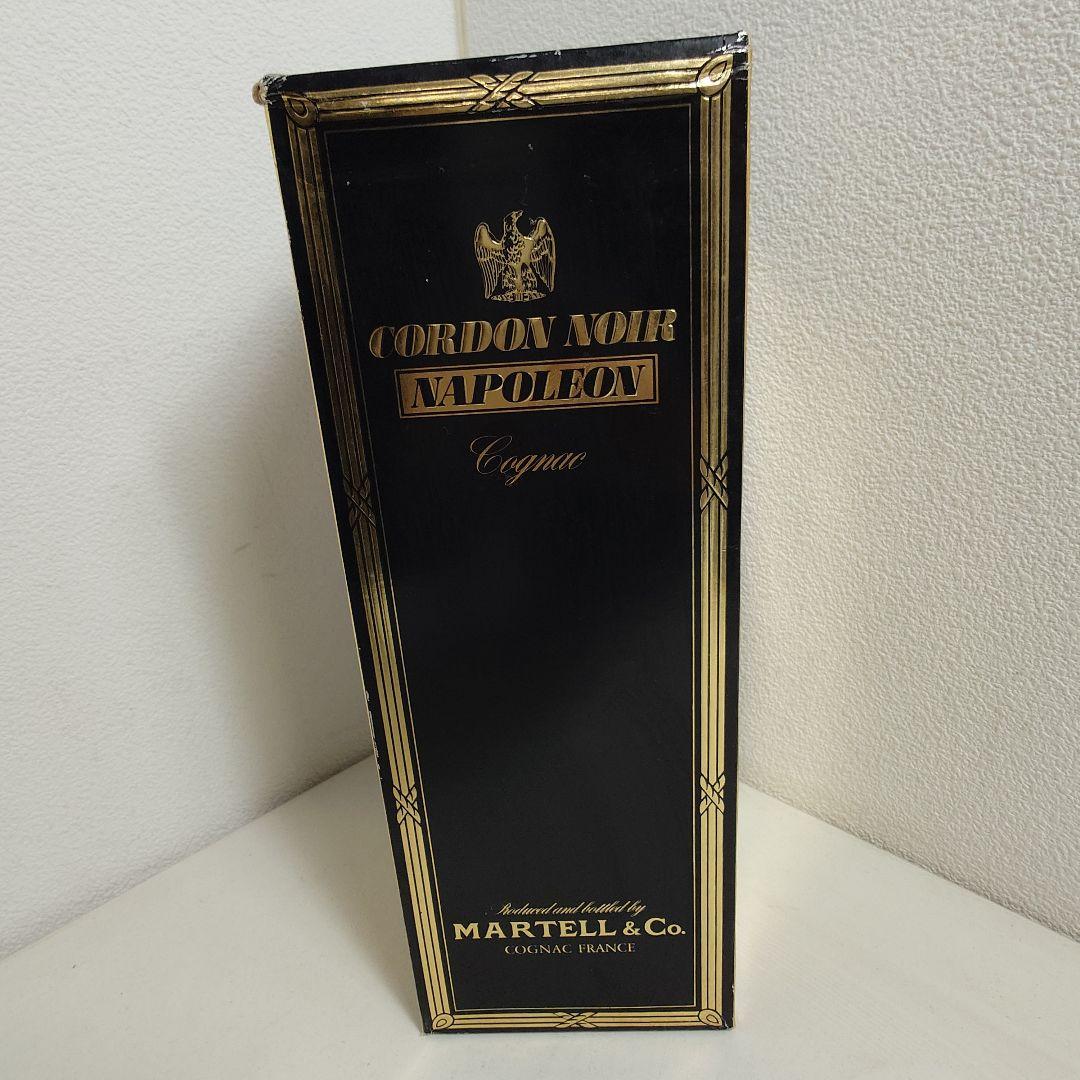 CORDON NOIR
NAPOLEON
Cognac
Produced and bottled by
MARTELL & Co.
COGNAC FRANCE